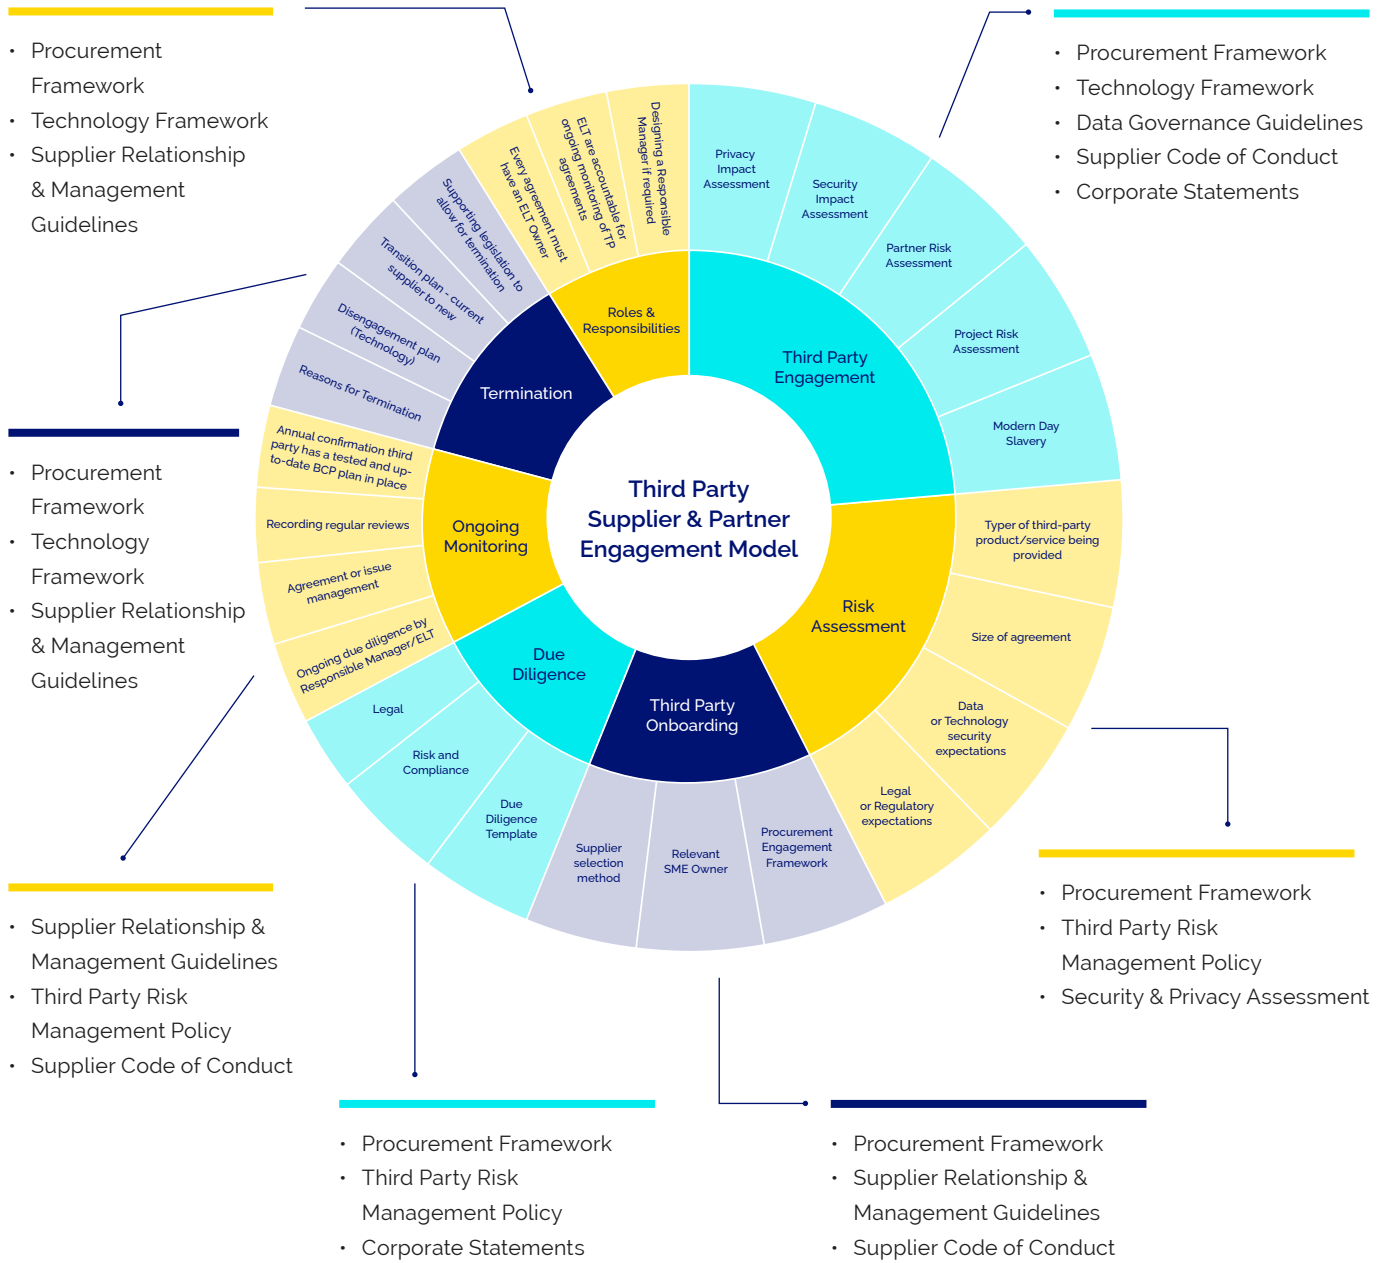 • Procurement
Framework
• Technology Framework
• Supplier Relationship
& Management
Guidelines
• Procurement Framework
• Technology Framework
• Data Governance Guidelines
• Supplier Code of Conduct
• Corporate Statements
Third Party
Supplier & Partner
Engagement Model
Third Party
Engagement
Privacy
Impact
Assessment
Security
Impact
Assessment
Partner Risk
Assessment
Project Risk
Assessment
Modern Day
Slavery
Risk
Assessment
Typer of third-party
product/service being
provided
Size of agreement
Data
or Technology
security
expectations
Legal
or Regulatory
expectations
• Procurement Framework
• Third Party Risk
Management Policy
• Security & Privacy Assessment
Third Party
Onboarding
Procurement
Engagement
Framework
Relevant
SME Owner
Supplier
selection
method
• Procurement Framework
• Supplier Relationship &
Management Guidelines
• Supplier Code of Conduct
Due
Diligence
Due
Diligence
Template
Risk and
Compliance
Legal
• Procurement Framework
• Third Party Risk
Management Policy
• Corporate Statements
Ongoing
Monitoring
Ongoing due diligence by
Responsible Manager/ELT
Agreement or issue
management
Recording regular reviews
Annual confirmation third
party has a tested and up-
to-date BCP plan in place
• Supplier Relationship &
Management Guidelines
• Third Party Risk
Management Policy
• Supplier Code of Conduct
Termination
Reasons for Termination
Disengagement plan
(Technology)
Transition plan - current
supplier to new
Supporting legislation to
allow for termination
• Procurement
Framework
• Technology
Framework
• Supplier Relationship
& Management
Guidelines
Roles &
Responsibilities
Every agreement must
have an ELT Owner
ELT are accountable for
ongoing monitoring of TP
agreements
Designing a Responsible
Manager if required